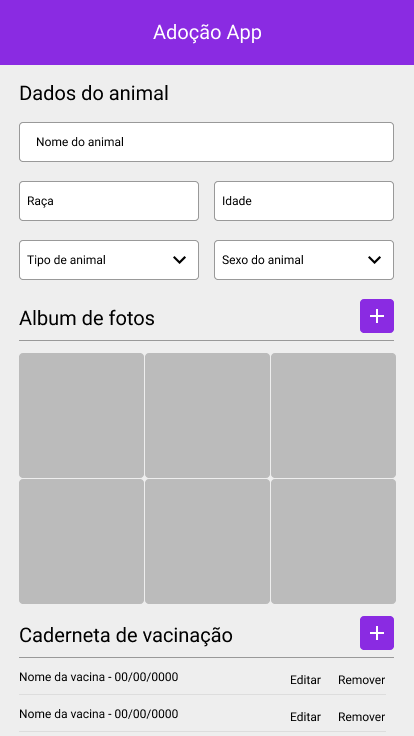 Adoção App
Dados do animal
Nome do animal
Raça Idade
Tipo de animal Sexo do animal
Album de fotos
Caderneta de vacinação
Nome da vacina - 00/00/0000 Editar Remover
Nome da vacina - 00/00/0000 Editar Remover